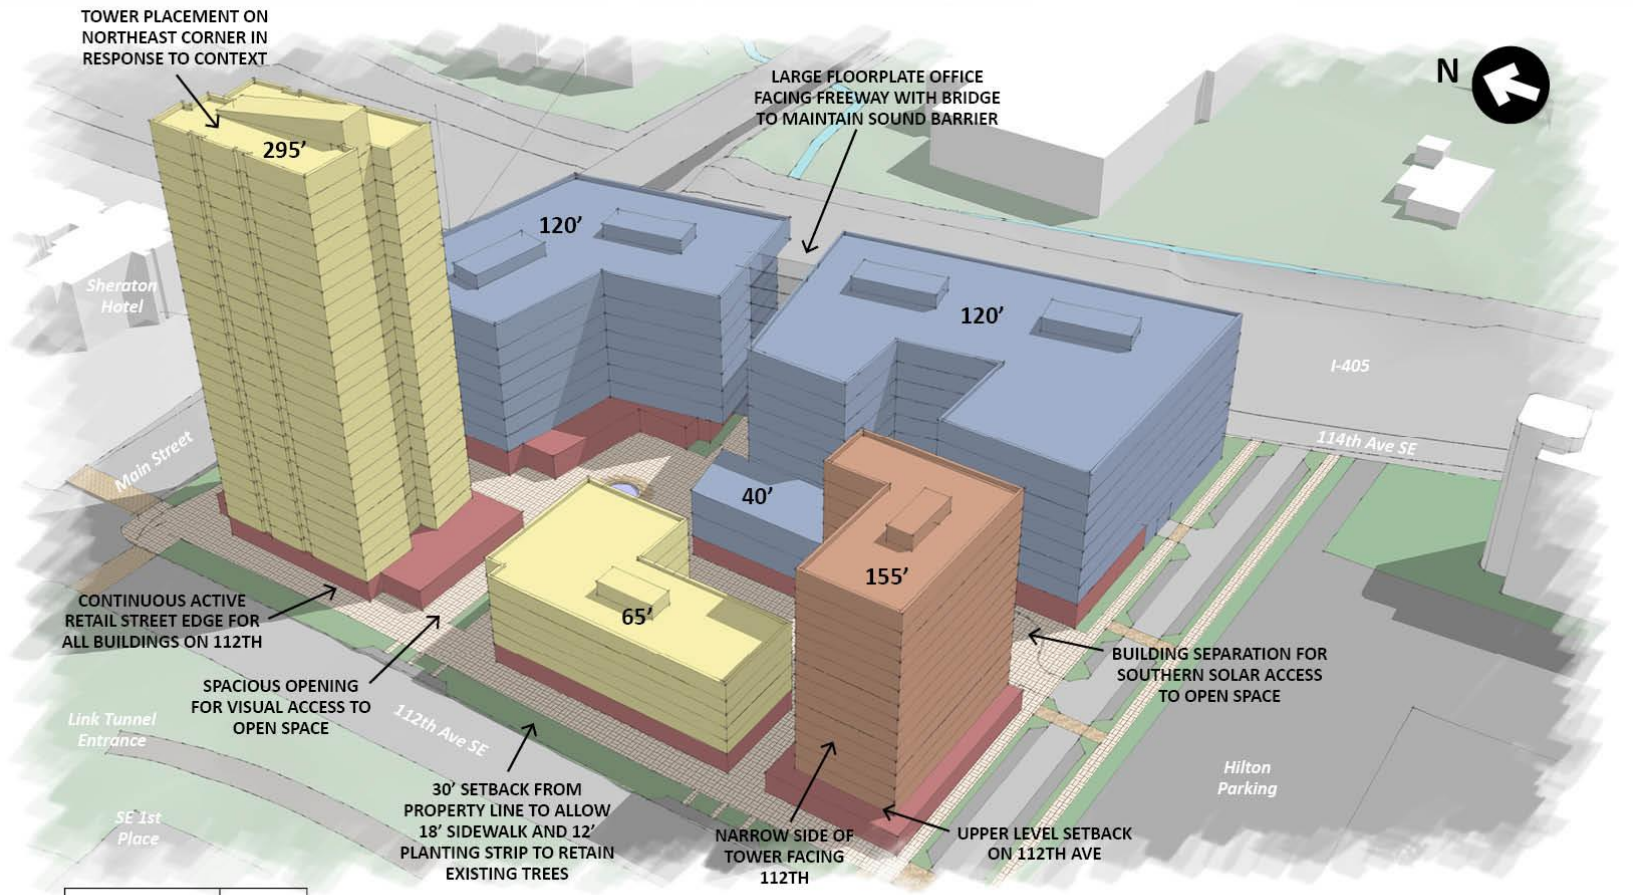 TOWER PLACEMENT ON
NORTHEAST CORNER IN
RESPONSE TO CONTEXT
LARGE FLOORPLATE OFFICE
FACING FREEWAY WITH BRIDGE
TO MAINTAIN SOUND BARRIER
N
295’
120’
120’
Sheraton
Hotel
I-405
114th Ave SE
Main Street
40’
155’
65’
CONTINUOUS ACTIVE
RETAIL STREET EDGE FOR
ALL BUILDINGS ON 112TH
BUILDING SEPARATION FOR
SOUTHERN SOLAR ACCESS
TO OPEN SPACE
SPACIOUS OPENING
FOR VISUAL ACCESS TO
OPEN SPACE
112th Ave SE
Link Tunnel
Entrance
Hilton
Parking
30’ SETBACK FROM
PROPERTY LINE TO ALLOW
18’ SIDEWALK AND 12’
PLANTING STRIP TO RETAIN
EXISTING TREES
SE 1st
Place
NARROW SIDE OF
TOWER FACING
112TH
UPPER LEVEL SETBACK
ON 112TH AVE